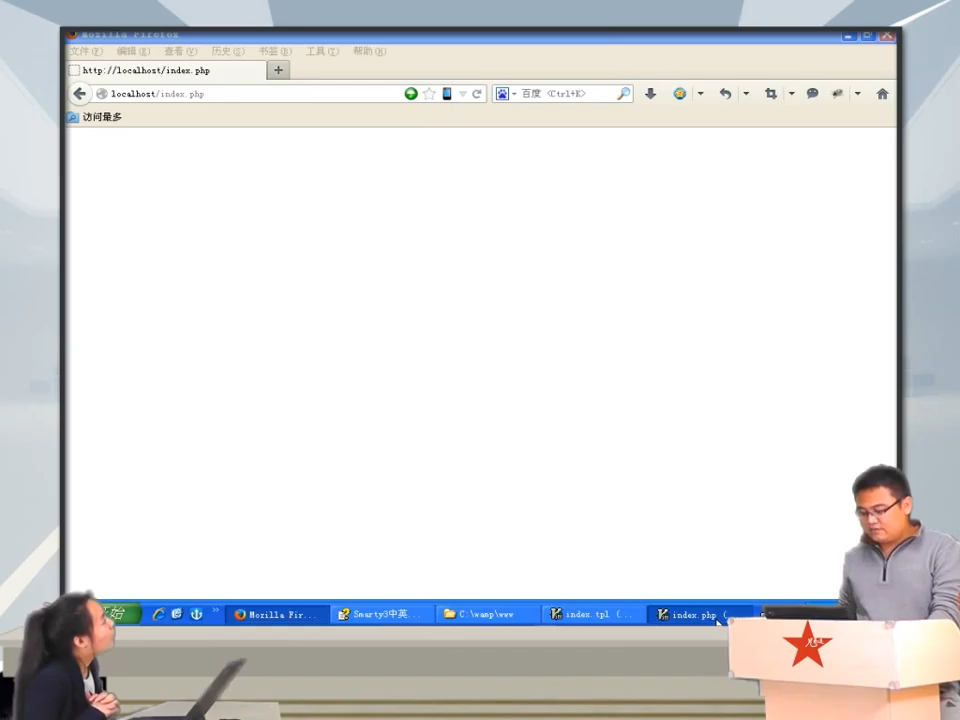 Mozilla Firefox
文件(F) 编辑(E) 查看(V) 历史(S) 书签(B) 工具(T) 帮助(H)
http://localhost/index.php +
localhost/index.php 百度 <Ctrl+K>
访问最多
开始 » Mozilla Fir... Smarty3中英... C:\wamp\www index.tpl (... index.php (